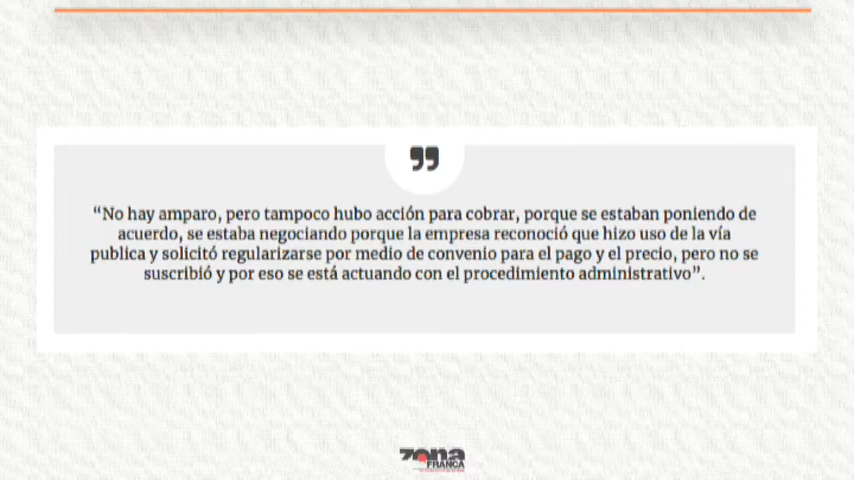 “No hay amparo, pero tampoco hubo acción para cobrar, porque se estaban poniendo de
acuerdo, se estaba negociando porque la empresa reconoció que hizo uso de la vía
publica y solicitó regularizarse por medio de convenio para el pago y el precio, pero no se
suscribió y por eso se está actuando con el procedimiento administrativo”.
zona
FRANCA